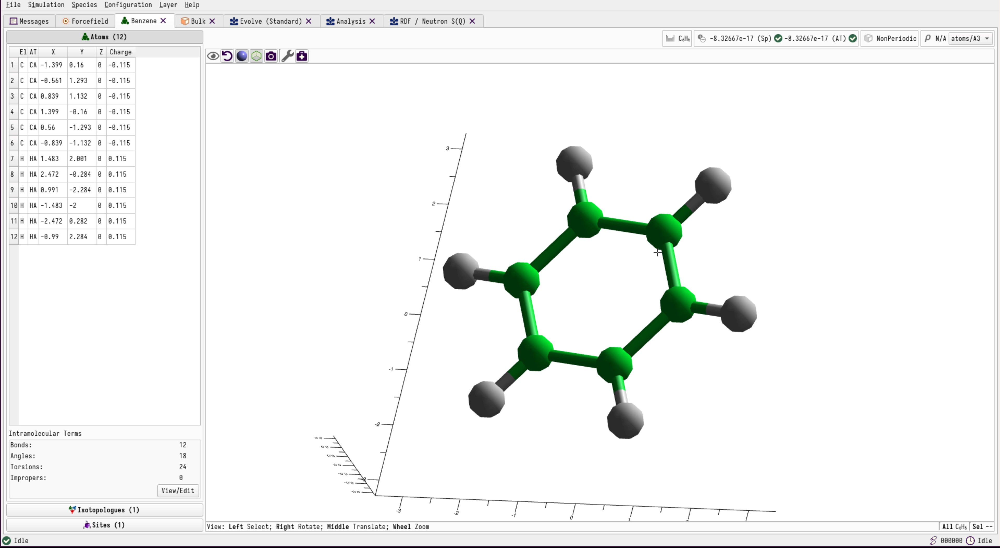 File Simulation Species Configuration Layer Help
Messages Forcefield Benzene Bulk Evolve (Standard) Analysis RDF / Neutron S(Q)
Atoms (12)
C₆H₆ -8.32667e-17 (Sp) -8.32667e-17 (AT) NonPeriodic ρ N/A atoms/A3
El AT X Y Z Charge
1 C CA -1.399 0.16 0 -0.115
2 C CA -0.561 1.293 0 -0.115
3 C CA 0.839 1.132 0 -0.115
4 C CA 1.399 -0.16 0 -0.115
5 C CA 0.56 -1.293 0 -0.115
6 C CA -0.839 -1.132 0 -0.115
7 H HA 1.483 2.001 0 0.115
8 H HA 2.472 -0.284 0 0.115
9 H HA 0.991 -2.284 0 0.115
10 H HA -1.483 -2 0 0.115
11 H HA -2.472 0.282 0 0.115
12 H HA -0.99 2.284 0 0.115
3
2
1
0
-1
-2
-3 -2 -1 0 1
Intramolecular Terms
Bonds: 12
Angles: 18
Torsions: 24
Impropers: 0
View/Edit
Isotopologues (1)
Sites (1)
View: Left Select; Right Rotate; Middle Translate; Wheel Zoom
All C₆H₆ Sel --
Idle
000000 Idle